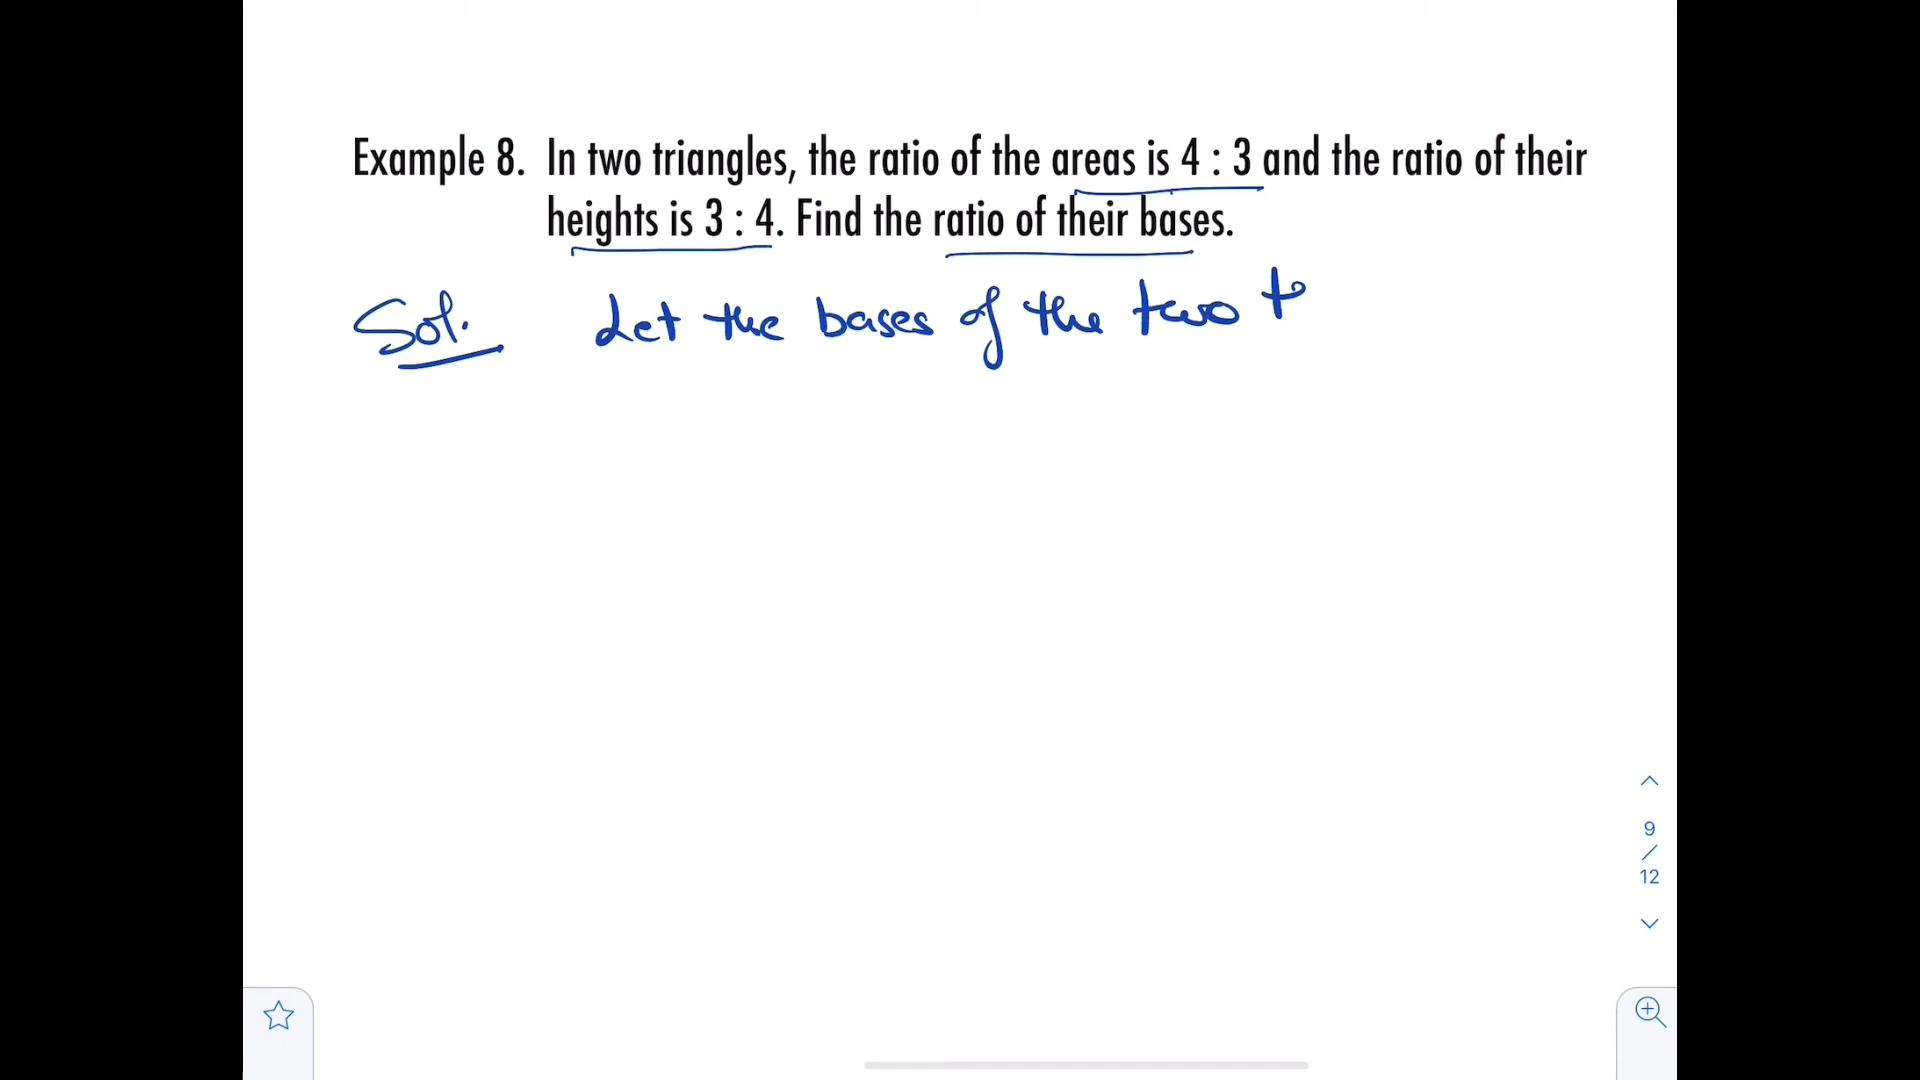 Example 8. In two triangles, the ratio of the areas is 4 : 3 and the ratio of their
heights is 3 : 4. Find the ratio of their bases.
Sol. Let the bases of the two t
9
/
12